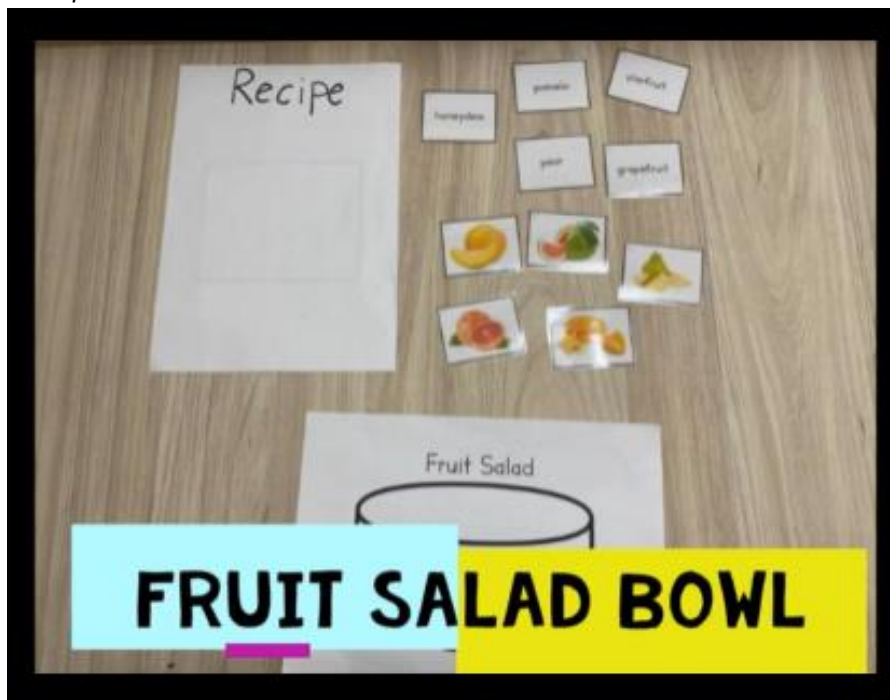 Recipe
honeydew
pomelo
starfruit
pear
grapefruit
Fruit Salad
FRUIT SALAD BOWL